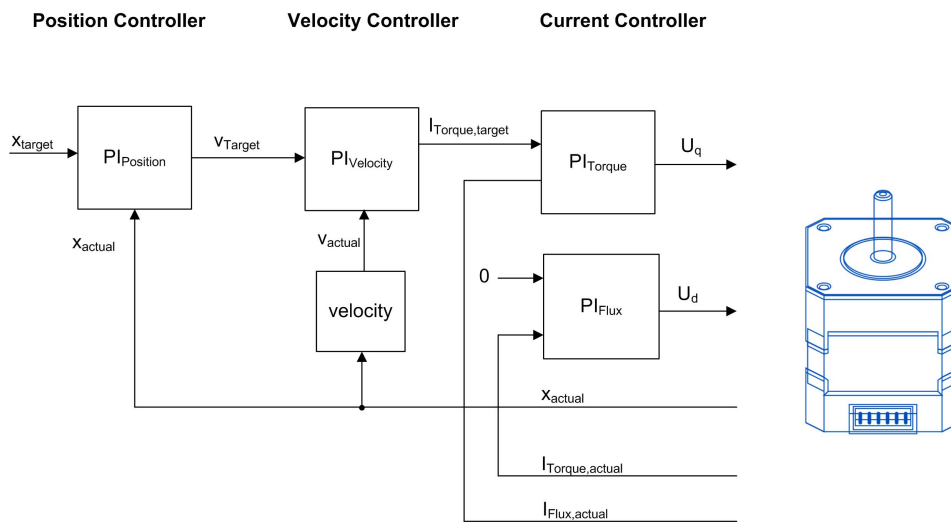 Position Controller
Velocity Controller
Current Controller
xtarget
PIPosition
vTarget
PIVelocity
ITorque,target
PITorque
Uq
xactual
vactual
velocity
0
PIFlux
Ud
xactual
ITorque,actual
IFlux,actual